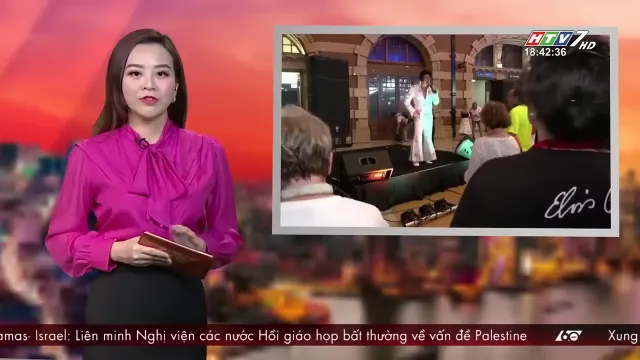 HTV7 HD
18:42:36
Elvis
amas- Israel: Liên minh Nghị viện các nước Hồi giáo họp bất thường về vấn đề Palestine
60
Xung